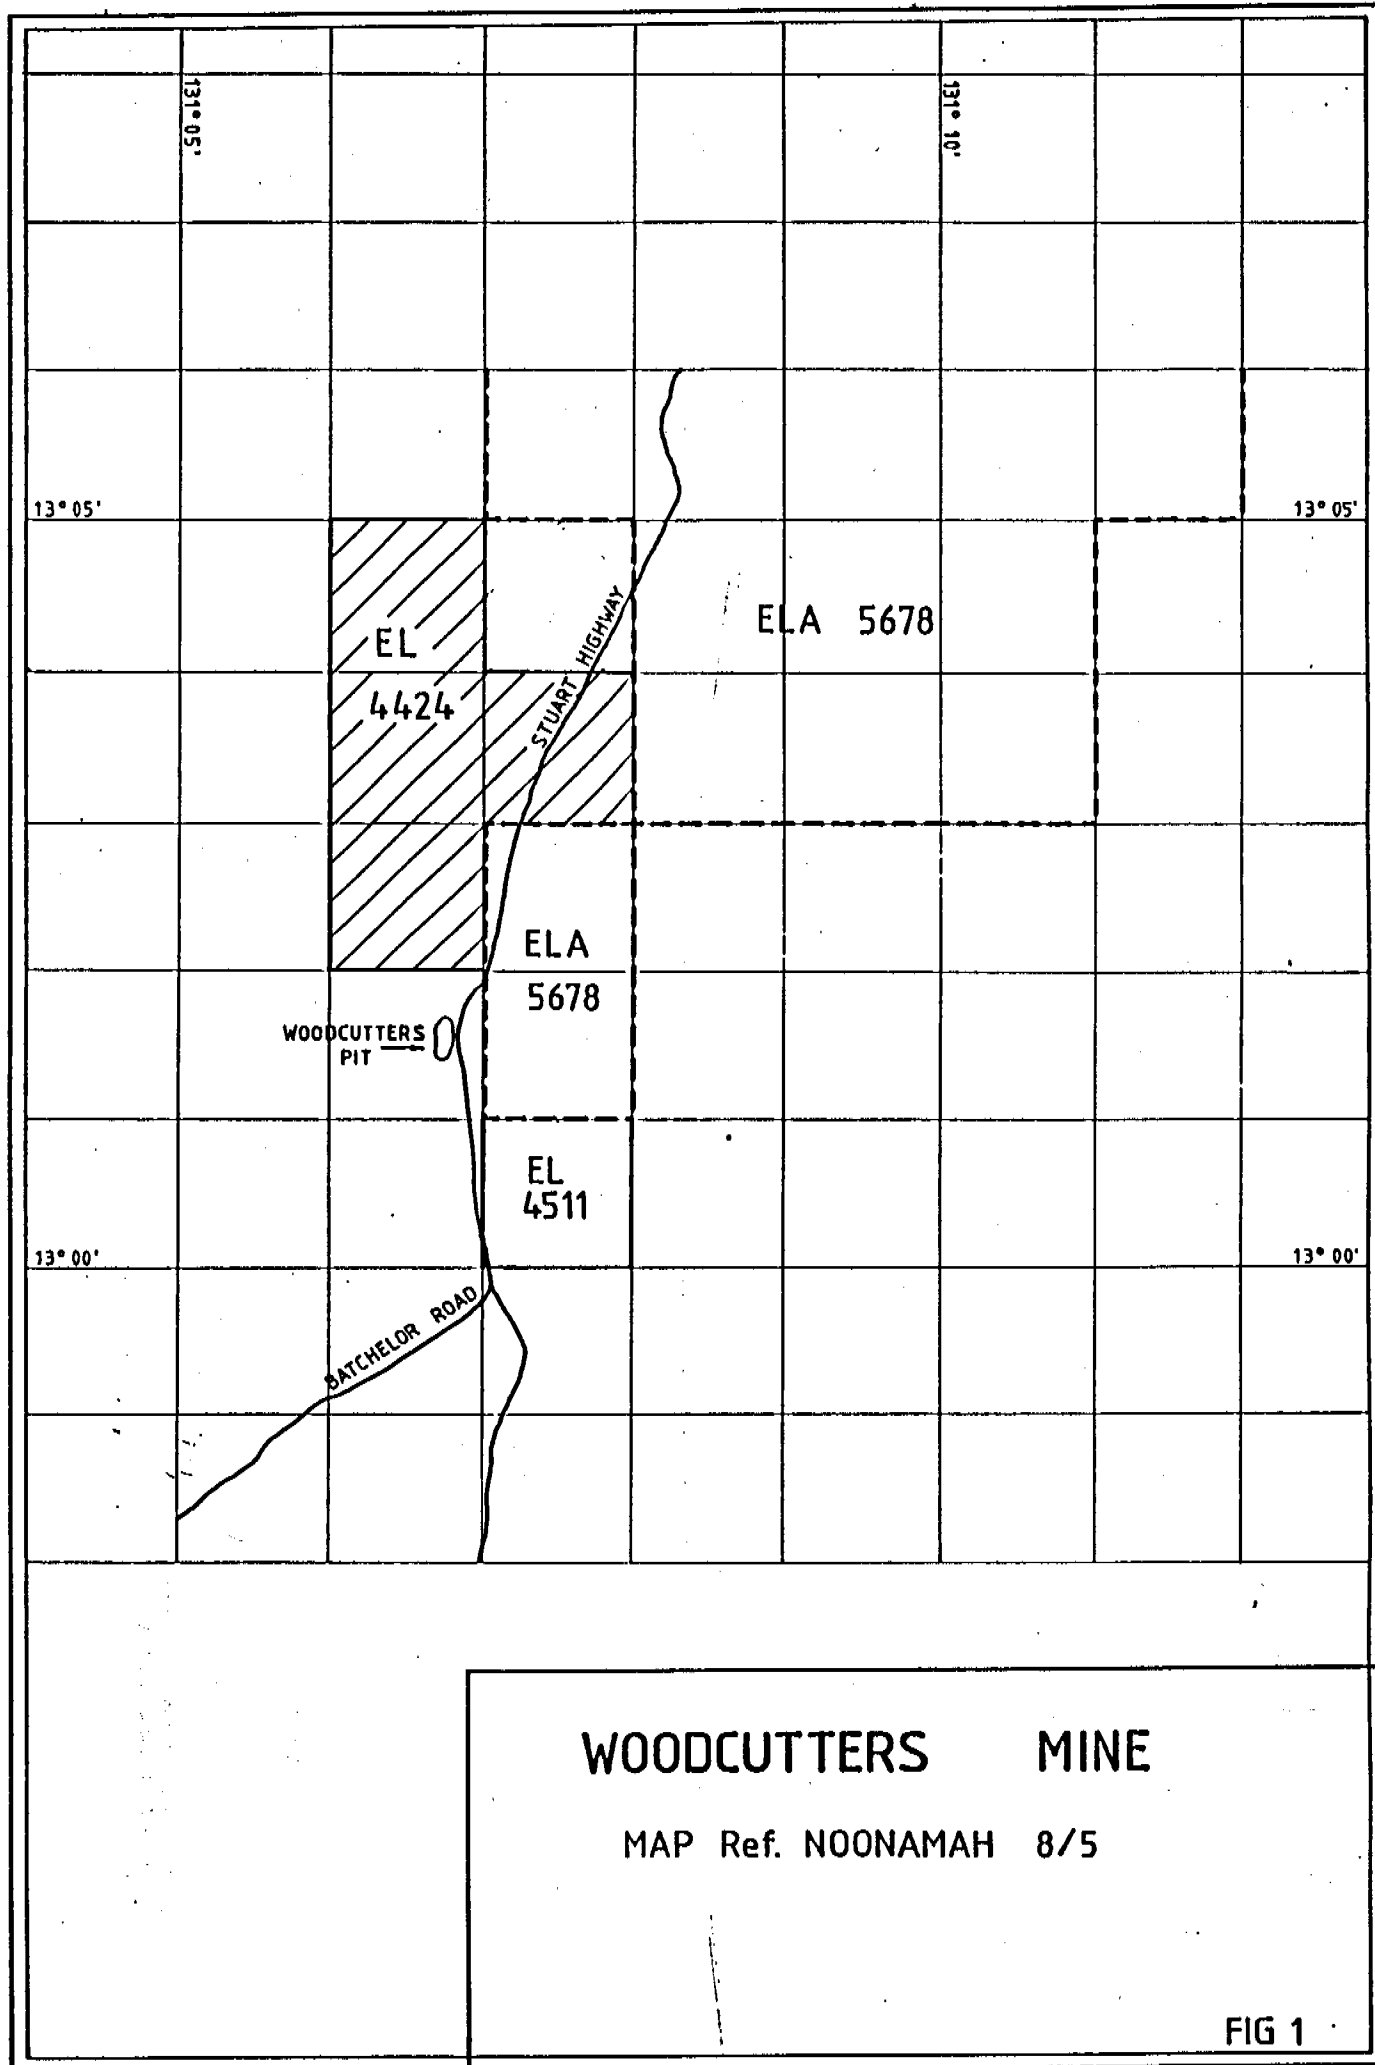 131° 05'
131° 10'
13° 05'
13° 05'
EL
4424
STUART HIGHWAY
ELA 5678
ELA
5678
WOODCUTTERS
PIT
EL
4511
13° 00'
13° 00'
BATCHELOR ROAD
WOODCUTTERS MINE
MAP Ref. NOONAMAH 8/5
FIG 1